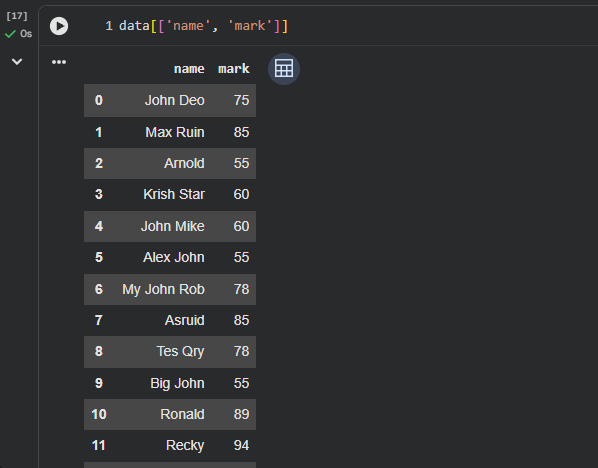 [17]
0s
1 data[['name', 'mark']]
name mark
0 John Deo 75
1 Max Ruin 85
2 Arnold 55
3 Krish Star 60
4 John Mike 60
5 Alex John 55
6 My John Rob 78
7 Asruid 85
8 Tes Qry 78
9 Big John 55
10 Ronald 89
11 Recky 94